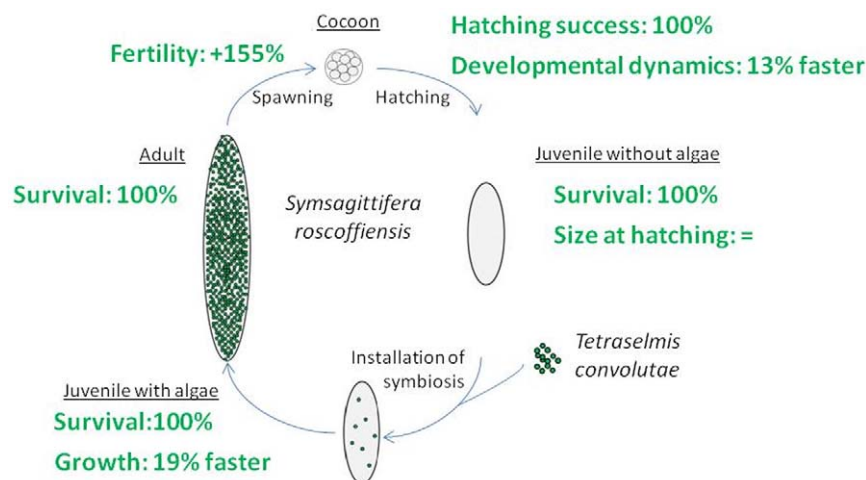 Cocoon
Fertility: +155%
Hatching success: 100%
Developmental dynamics: 13% faster
Spawning
Hatching
Adult
Survival: 100%
Symsagittifera
roscoffiensis
Juvenile without algae
Survival: 100%
Size at hatching: =
Installation of
symbiosis
Tetraselmis
convolutae
Juvenile with algae
Survival:100%
Growth: 19% faster